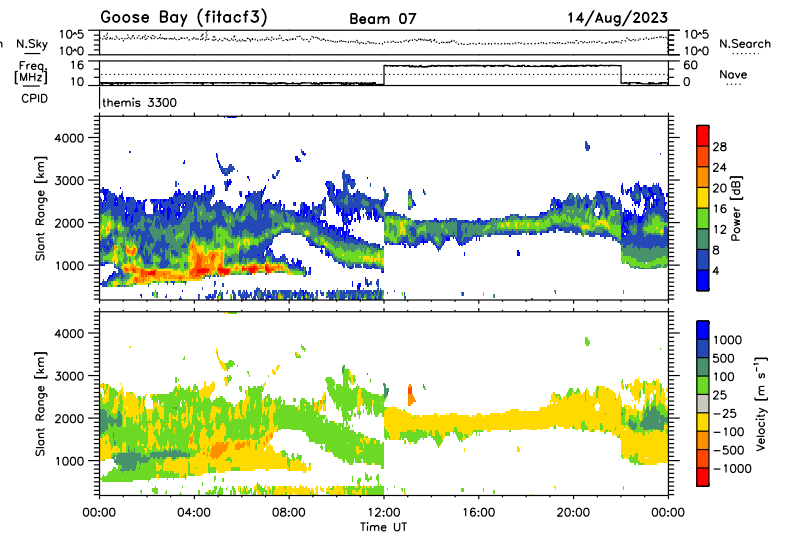 Goose Bay (fitacf3) Beam 07 14/Aug/2023
N.Sky 10^5 10^5 N.Search
10^0 10^0
Freq. 16 60 Nave
[MHz] 10 0
CPID themis 3300
Slant Range [km]
4000
3000
2000
1000
28
24
20
16
12
8
4
Power [dB]
Slant Range [km]
4000
3000
2000
1000
1000
500
100
25
−25
−100
−500
−1000
Velocity [m s⁻¹]
00:00 04:00 08:00 12:00 16:00 20:00 00:00
Time UT